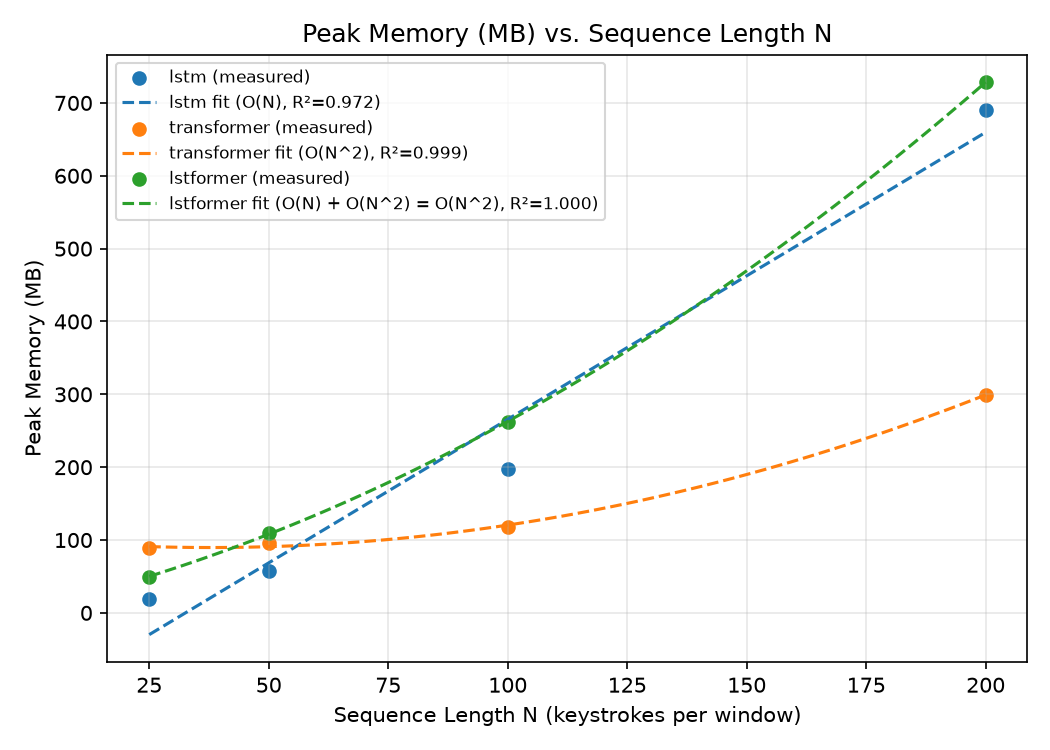 Peak Memory (MB) vs. Sequence Length N
lstm (measured)
lstm fit (O(N), R²=0.972)
transformer (measured)
transformer fit (O(N^2), R²=0.999)
lstformer (measured)
lstformer fit (O(N) + O(N^2) = O(N^2), R²=1.000)
Peak Memory (MB)
700
600
500
400
300
200
100
0
25 50 75 100 125 150 175 200
Sequence Length N (keystrokes per window)